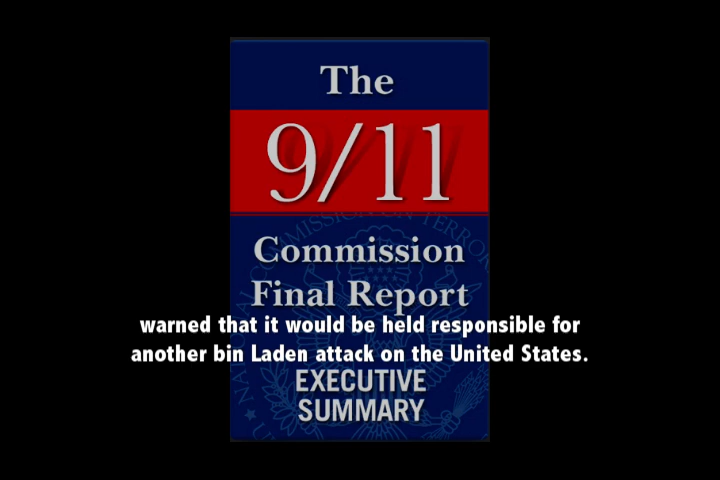 The
9/11
Commission
Final Report
warned that it would be held responsible for
another bin Laden attack on the United States.
EXECUTIVE
SUMMARY